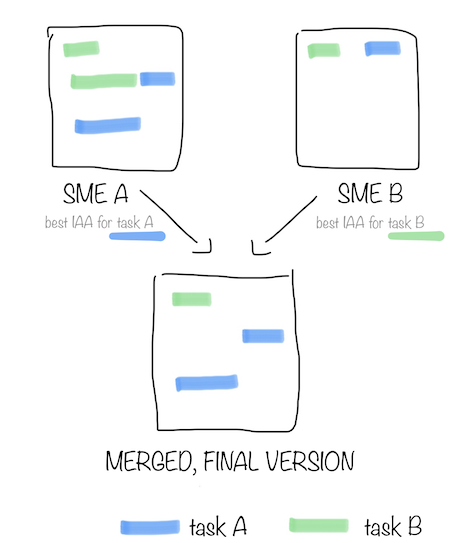 SME A
SME B
best IAA for task A
best IAA for task B
MERGED, FINAL VERSION
task A
task B